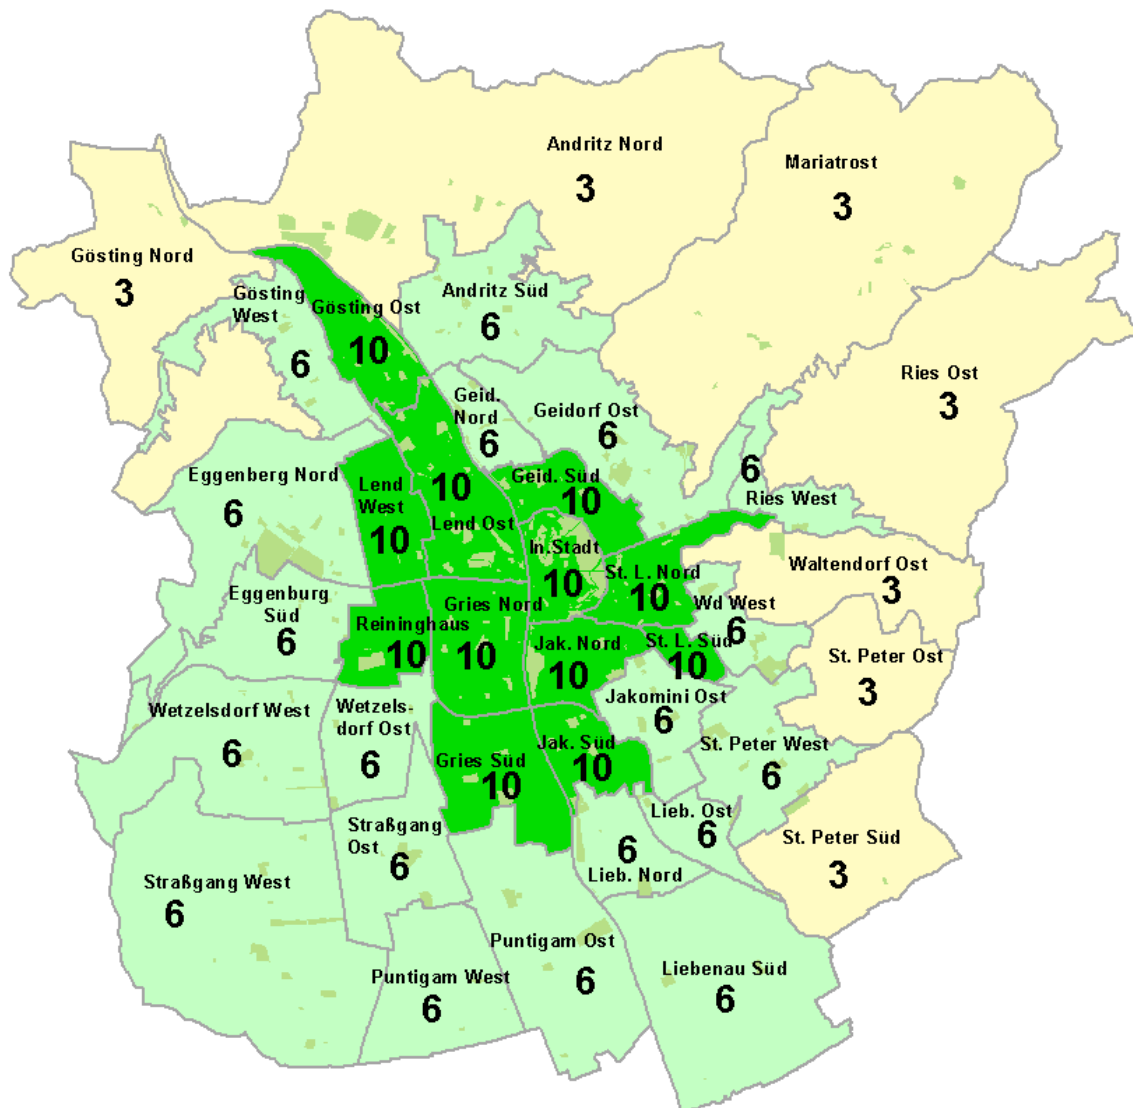 Andritz Nord
3
Mariatrost
3
Gösting Nord
3
Gösting
West
6
Gösting Ost
10
Andritz Süd
6
Ries Ost
3
Geid.
Nord
6
Geidorf Ost
6
Eggenberg Nord
6
Lend
West
10
10
Lend Ost
Geid. Süd
10
6
Ries West
In.Stadt
10
St. L. Nord
10
Waltendorf Ost
3
Eggenburg
Süd
6
Reininghaus
10
Gries Nord
10
Wd West
6
Jak. Nord
10
St. L. Süd
10
St. Peter Ost
3
Wetzelsdorf West
6
Wetzels-
dorf Ost
6
Jakomini Ost
6
Gries Süd
10
Jak. Süd
10
St. Peter West
6
Straßgang
Ost
6
Lieb. Ost
6
6
Lieb. Nord
St. Peter Süd
3
Straßgang West
6
Puntigam Ost
6
Puntigam West
6
Liebenau Süd
6